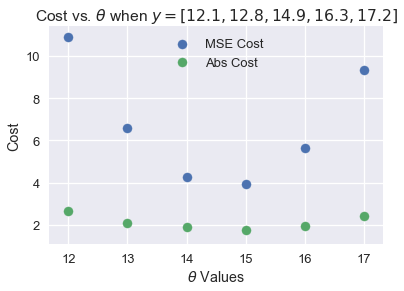 Cost vs. θ when y = [12.1, 12.8, 14.9, 16.3, 17.2]
MSE Cost
Abs Cost
10
8
6
4
2
Cost
12 13 14 15 16 17
θ Values